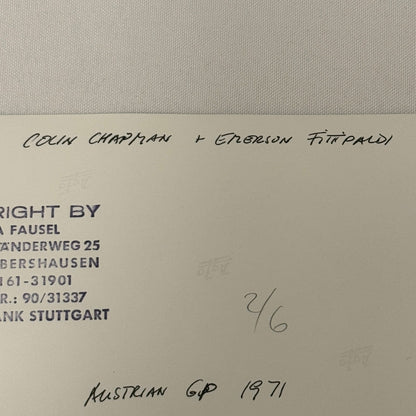 COLIN CHAPMAN + EMERSON FITTIPALDI
RIGHT BY
A FAUSEL
ÄNDERWEG 25
BERSHAUSEN
61-31901
R.: 90/31337
ANK STUTTGART
2/6
AUSTRIAN GP 1971